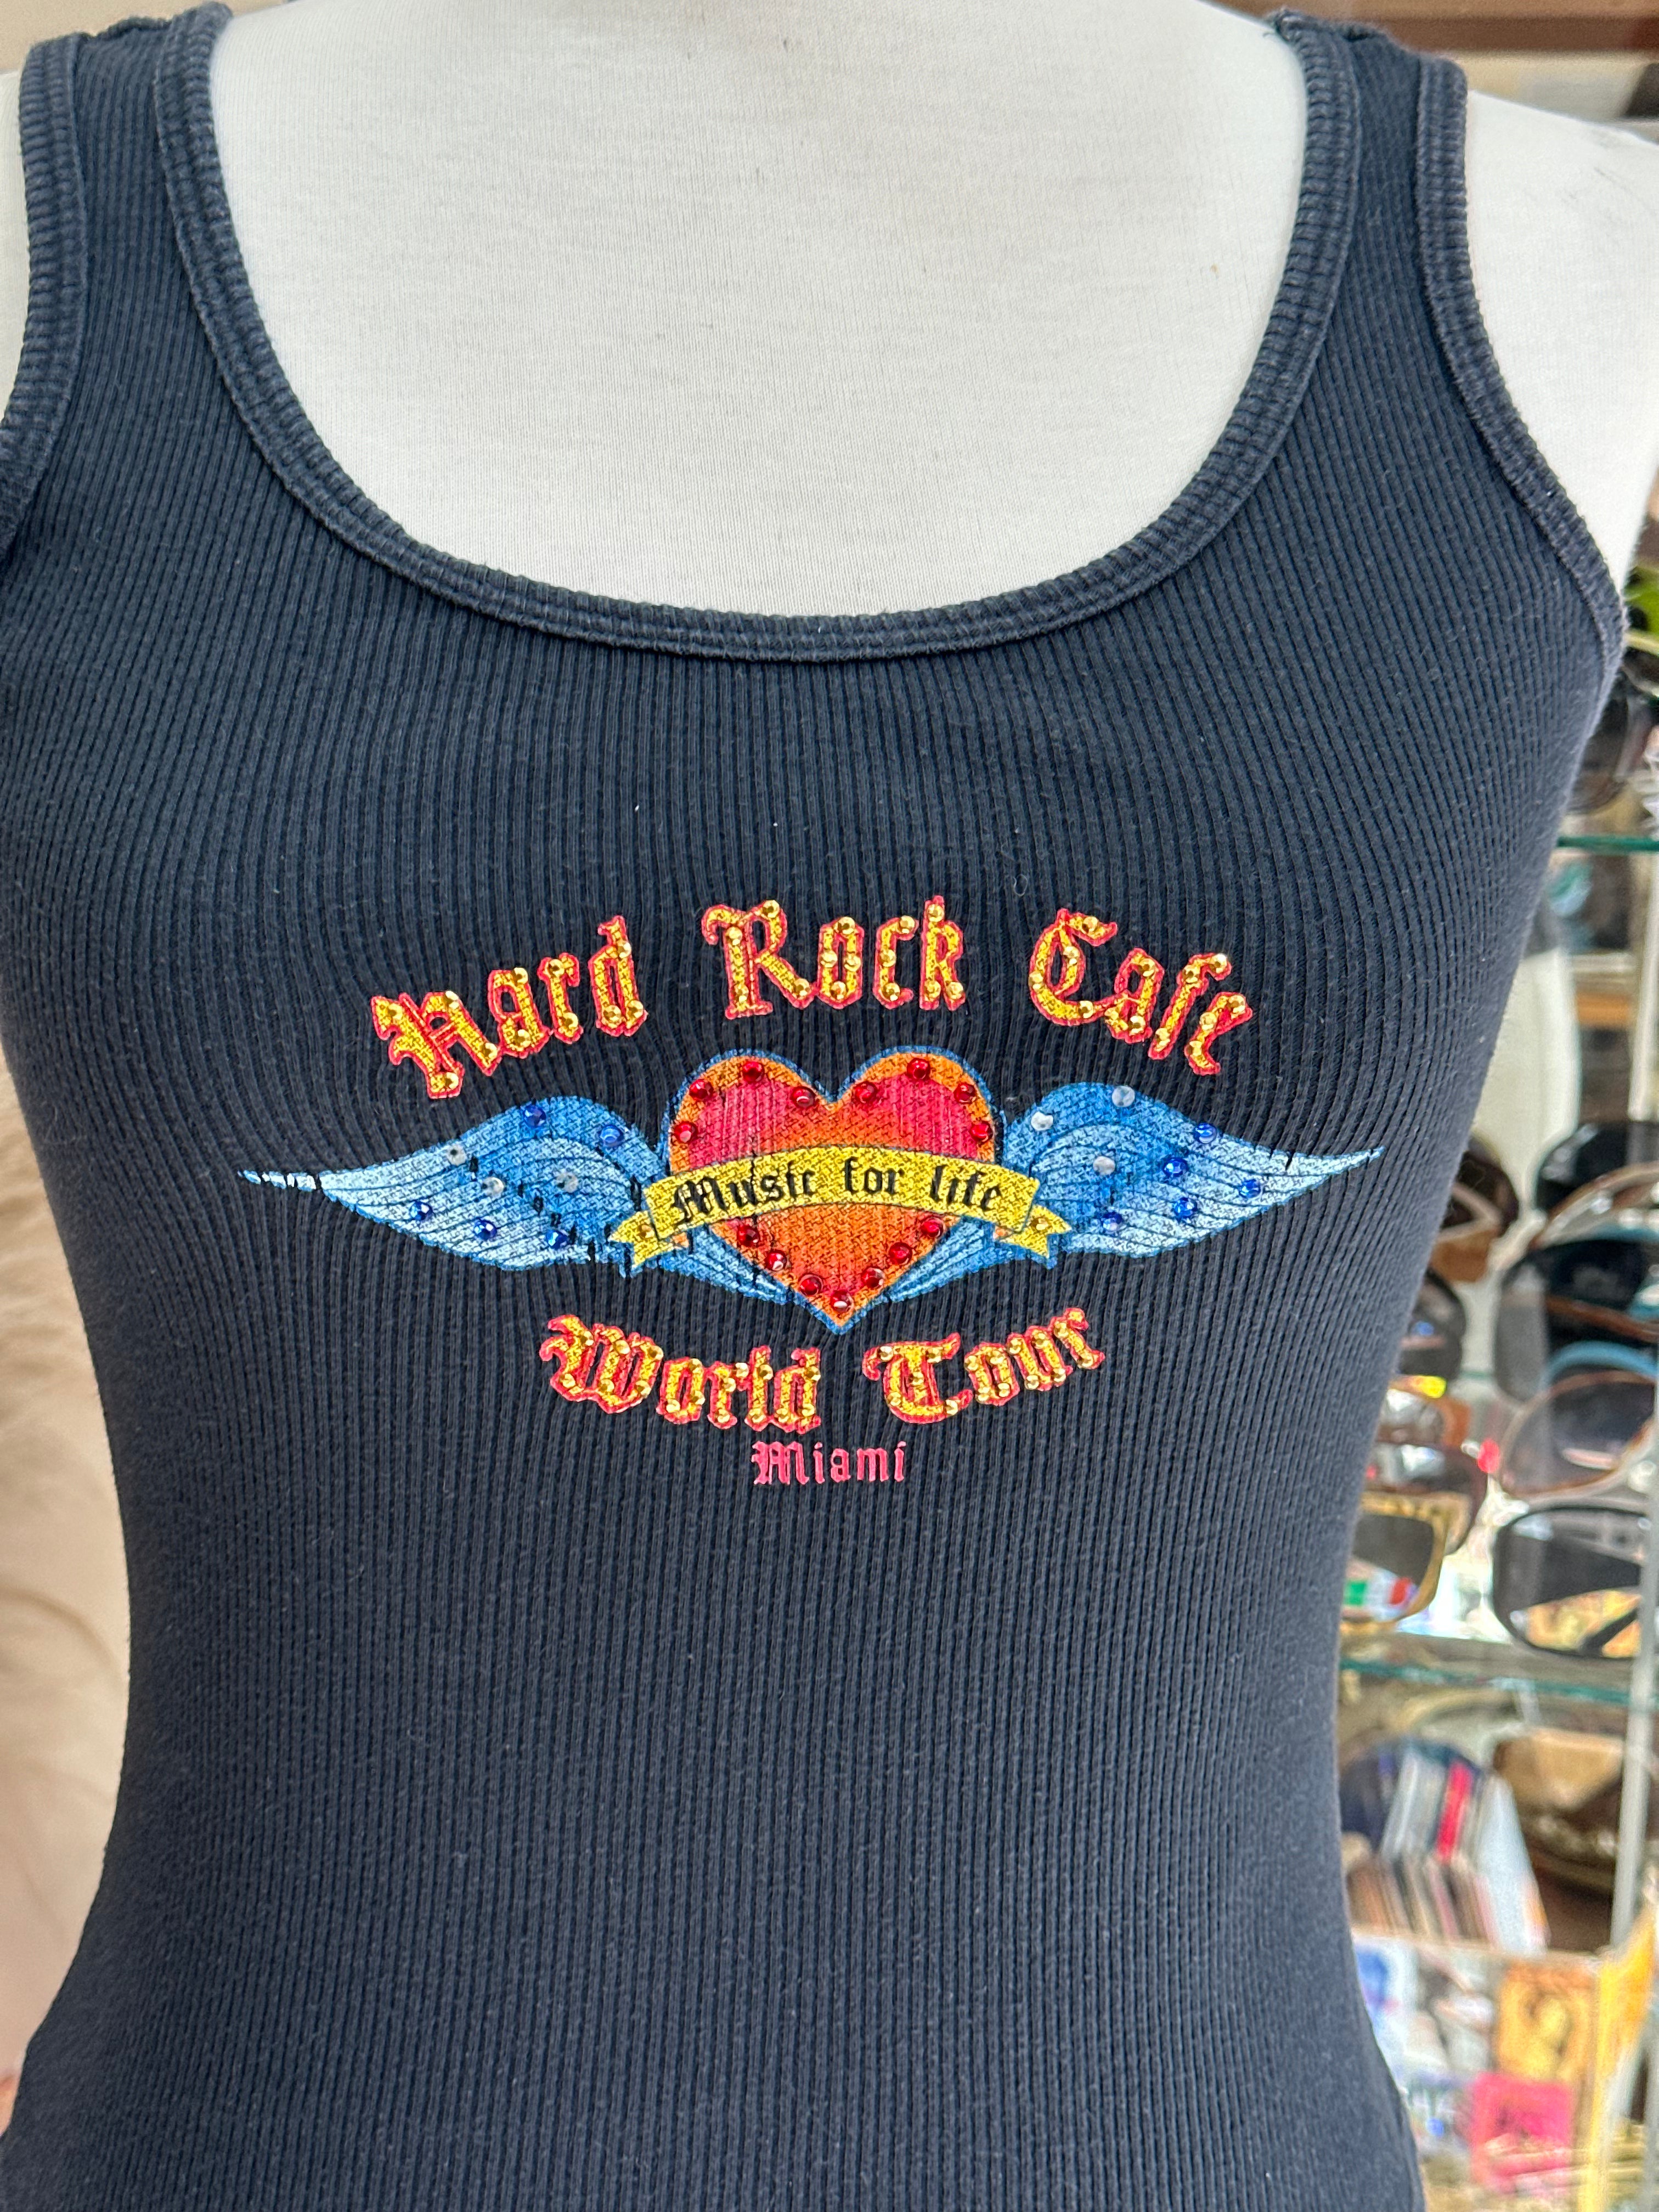 Hard Rock Cafe
Music for life
World Tour
Miami